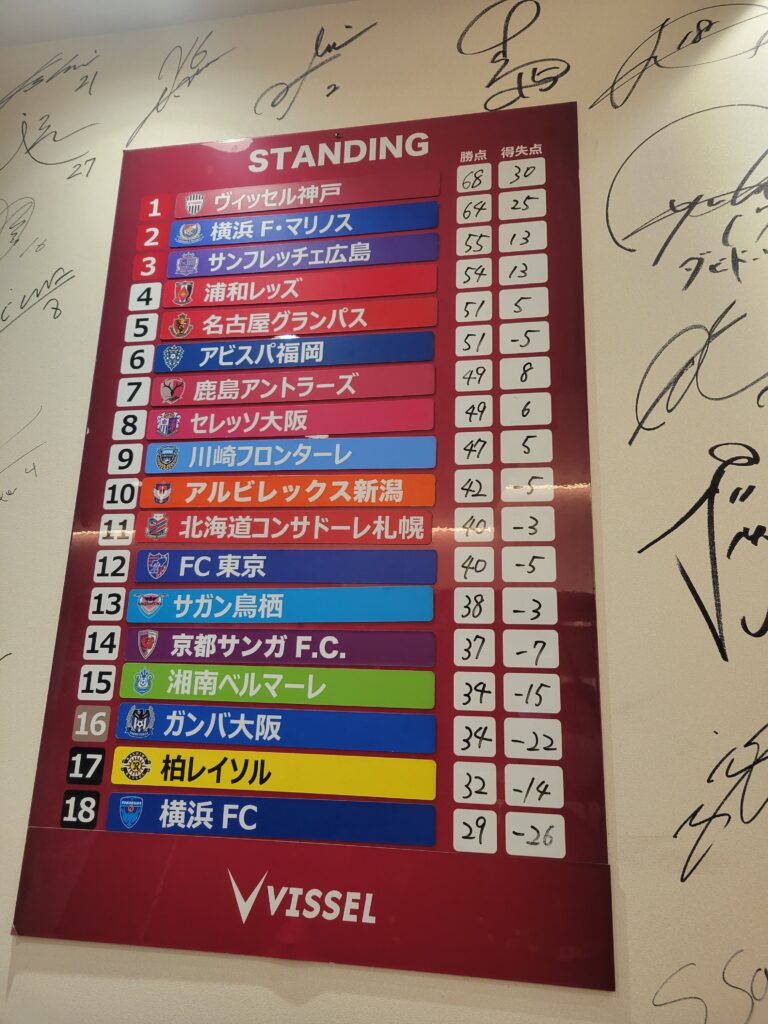 STANDING 勝点 得失点
1 ヴィッセル神戸 68 30
2 横浜 F・マリノス 64 25
3 サンフレッチェ広島 55 13
4 浦和レッズ 54 13
5 名古屋グランパス 51 5
6 アビスパ福岡 51 -5
7 鹿島アントラーズ 49 8
8 セレッソ大阪 49 6
9 川崎フロンターレ 47 5
10 アルビレックス新潟 42 -5
11 北海道コンサドーレ札幌 40 -3
12 FC 東京 40 -5
13 サガン鳥栖 38 -3
14 京都サンガ F.C. 37 -7
15 湘南ベルマーレ 34 -15
16 ガンバ大阪 34 -22
17 柏レイソル 32 -14
18 横浜 FC 29 -26
VISSEL
21
2
18
27
8
4